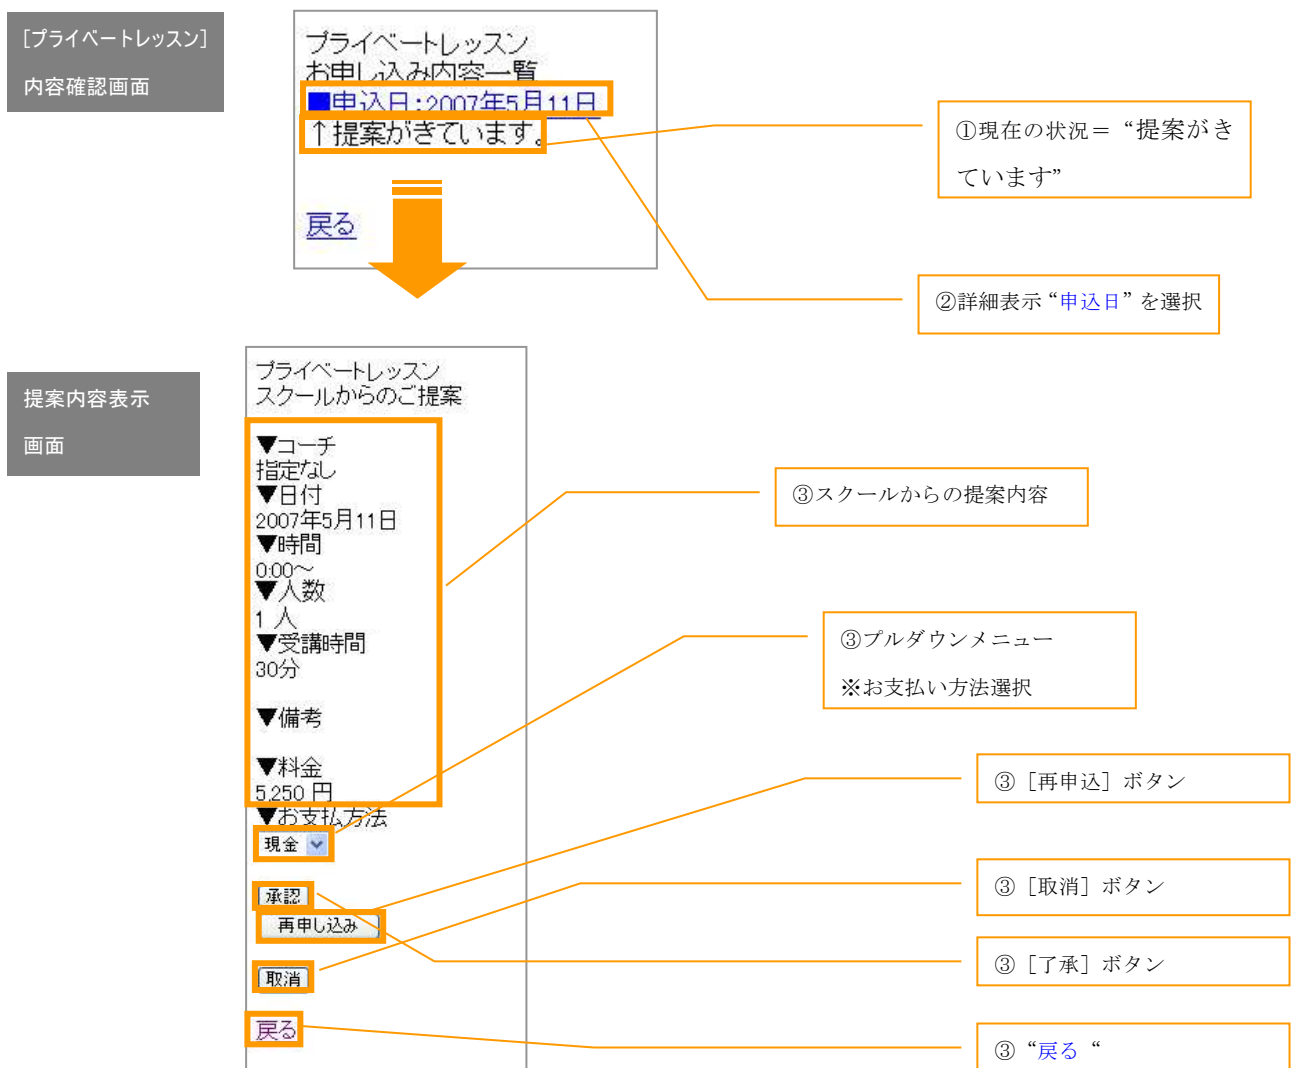 [プライベートレッスン]
内容確認画面
プライベートレッスン
お申し込み内容一覧
■申込日:2007年5月11日
↑提案がきています。
戻る
①現在の状況＝“提案がき
ています”
②詳細表示“申込日”を選択
提案内容表示
画面
プライベートレッスン
スクールからのご提案
▼コーチ
指定なし
▼日付
2007年5月11日
▼時間
0:00～
▼人数
1 人
▼受講時間
30分
▼備考
▼料金
5,250 円
▼お支払方法
現金
承認
再申し込み
取消
戻る
③スクールからの提案内容
③プルダウンメニュー
※お支払い方法選択
③［再申込］ボタン
③［取消］ボタン
③［了承］ボタン
③“戻る“